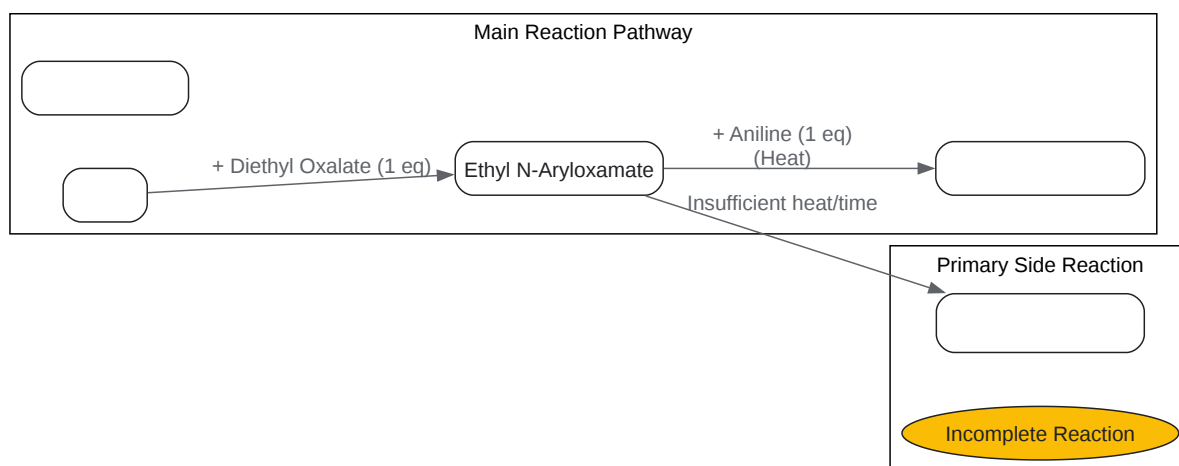 Main Reaction Pathway
+ Diethyl Oxalate (1 eq)
Ethyl N-Aryloxamate
+ Aniline (1 eq)
(Heat)
Insufficient heat/time
Primary Side Reaction
Incomplete Reaction